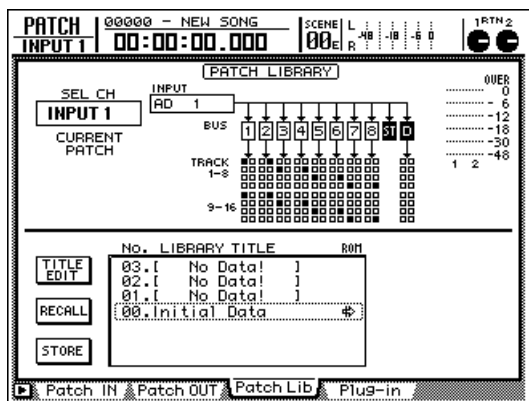 PATCH
INPUT 1
00000 - NEW SONG
00:00:00.000
SCENE
00E
L
R
-48 -18 -6 0
1 RTN 2
PATCH LIBRARY
SEL CH
INPUT 1
CURRENT
PATCH
INPUT
AD 1
BUS
1 2 3 4 5 6 7 8 ST D
TRACK
1-8
9-16
OVER
0
-6
-12
-18
-30
-48
1 2
TITLE
EDIT
RECALL
STORE
No. LIBRARY TITLE ROM
03.[ No Data! ]
02.[ No Data! ]
01.[ No Data! ]
00.Initial Data
Patch IN Patch OUT Patch Lib Plug-in